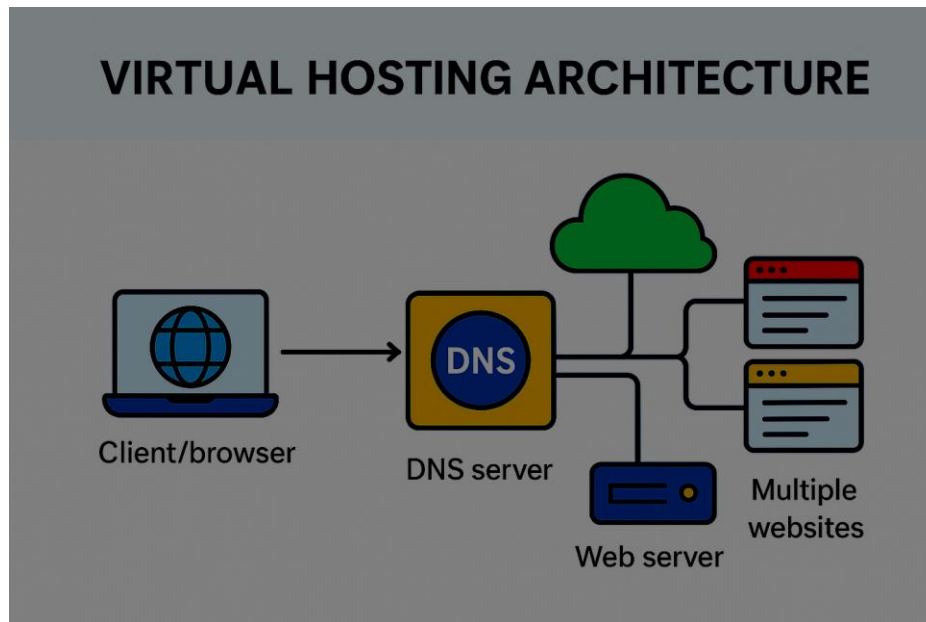 VIRTUAL HOSTING ARCHITECTURE
DNS
Client/browser
DNS server
Web server
Multiple
websites